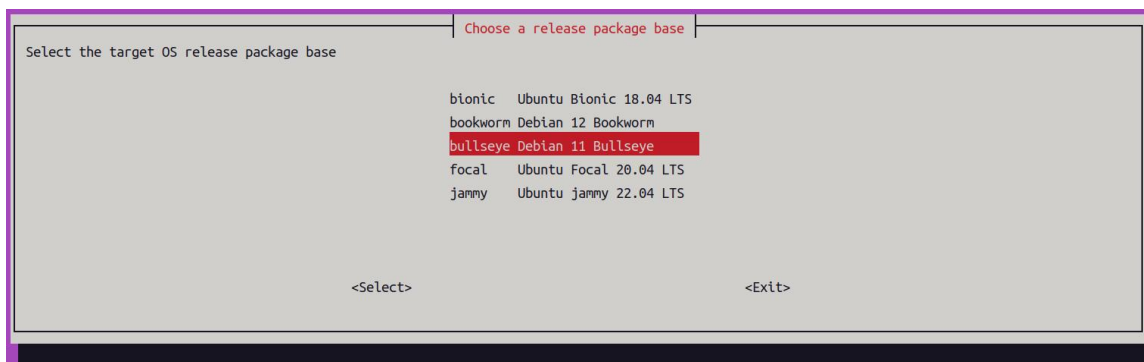 Choose a release package base
Select the target OS release package base
bionic Ubuntu Bionic 18.04 LTS
bookworm Debian 12 Bookworm
bullseye Debian 11 Bullseye
focal Ubuntu Focal 20.04 LTS
jammy Ubuntu jammy 22.04 LTS
<Select> <Exit>